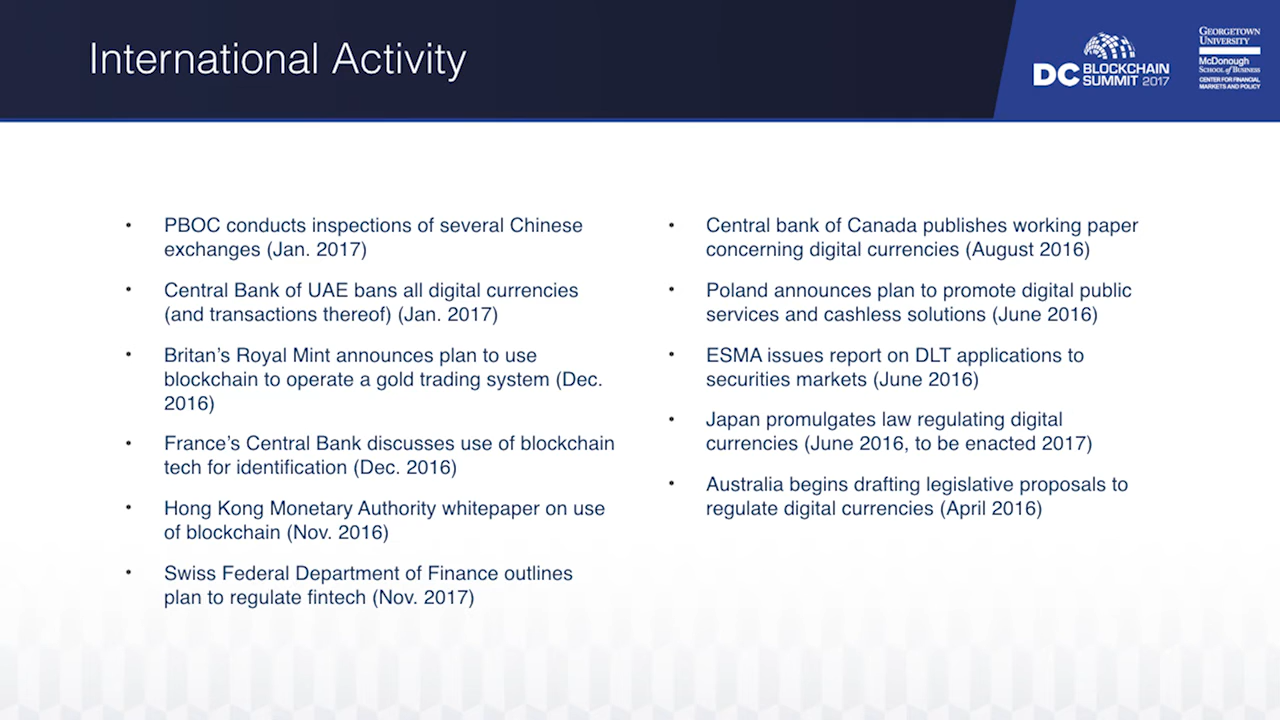 International Activity
DC BLOCKCHAIN
SUMMIT 2017
GEORGETOWN
UNIVERSITY
McDonough
SCHOOL of BUSINESS
CENTER FOR FINANCIAL
MARKETS AND POLICY
• PBOC conducts inspections of several Chinese
exchanges (Jan. 2017)
• Central Bank of UAE bans all digital currencies
(and transactions thereof) (Jan. 2017)
• Britan’s Royal Mint announces plan to use
blockchain to operate a gold trading system (Dec.
2016)
• France’s Central Bank discusses use of blockchain
tech for identification (Dec. 2016)
• Hong Kong Monetary Authority whitepaper on use
of blockchain (Nov. 2016)
• Swiss Federal Department of Finance outlines
plan to regulate fintech (Nov. 2017)
• Central bank of Canada publishes working paper
concerning digital currencies (August 2016)
• Poland announces plan to promote digital public
services and cashless solutions (June 2016)
• ESMA issues report on DLT applications to
securities markets (June 2016)
• Japan promulgates law regulating digital
currencies (June 2016, to be enacted 2017)
• Australia begins drafting legislative proposals to
regulate digital currencies (April 2016)